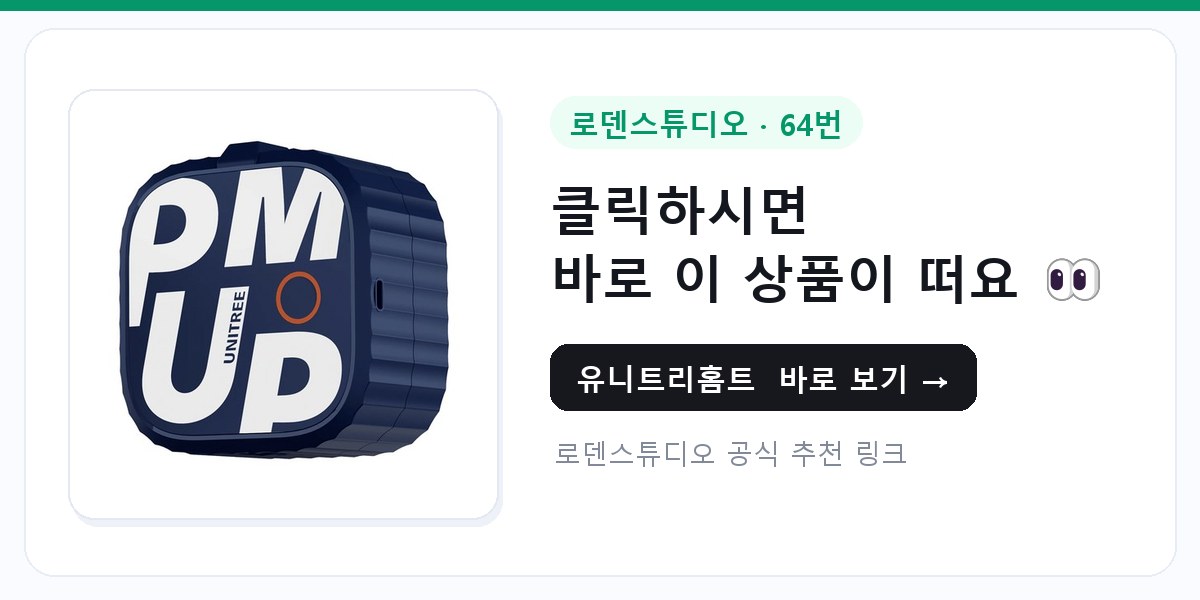 PM
UP
UNITREE
로덴스튜디오 · 64번
클릭하시면
바로 이 상품이 떠요 👀
유니트리홈트 바로 보기 →
로덴스튜디오 공식 추천 링크